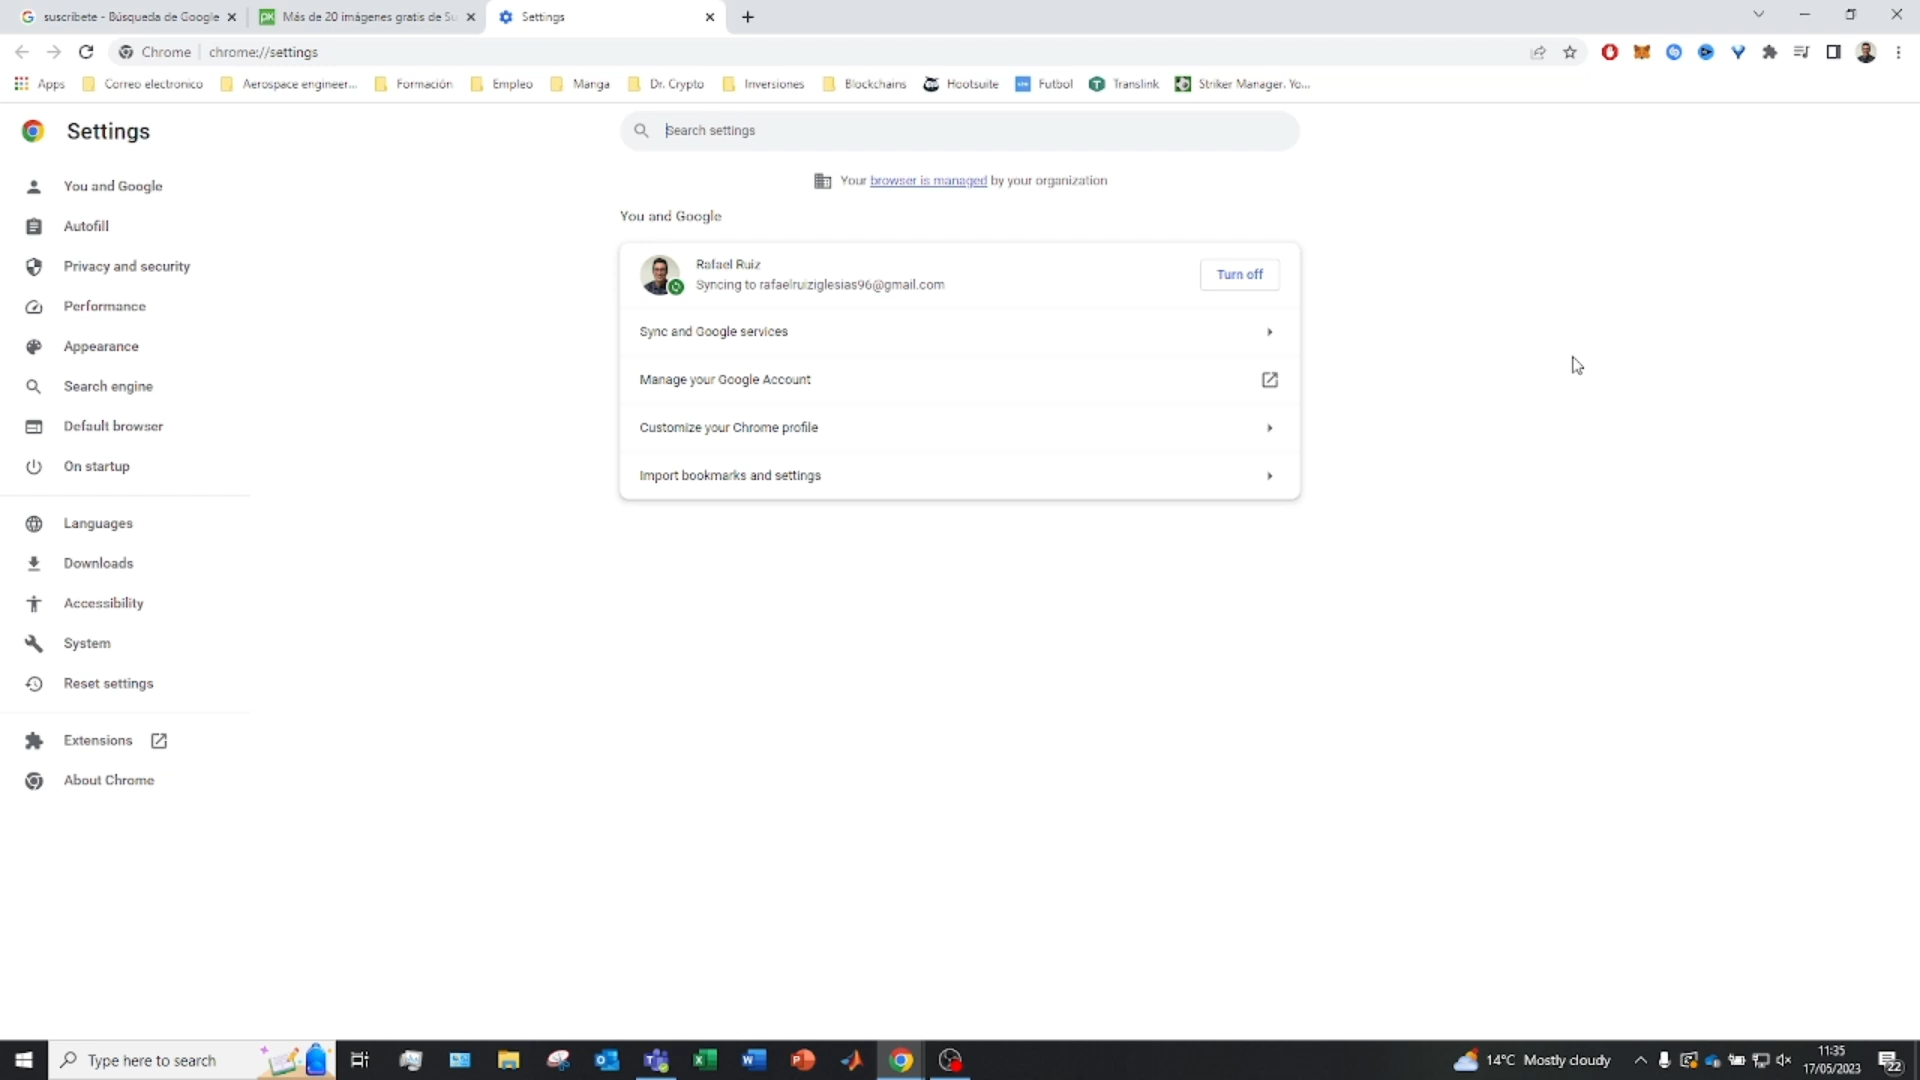 suscribete - Búsqueda de Google
Más de 20 imágenes gratis de Su
Settings
Chrome
chrome://settings
Apps
Correo electronico
Aerospace engineer...
Formación
Empleo
Manga
Dr. Crypto
Inversiones
Blockchains
Hootsuite
Futbol
Translink
Striker Manager. Yo...
Settings
Search settings
Your browser is managed by your organization
You and Google
Autofill
Privacy and security
Performance
Appearance
Search engine
Default browser
On startup
Languages
Downloads
Accessibility
System
Reset settings
Extensions
About Chrome
You and Google
Rafael Ruiz
Syncing to rafaelruiziglesias96@gmail.com
Turn off
Sync and Google services
Manage your Google Account
Customize your Chrome profile
Import bookmarks and settings
Type here to search
14°C Mostly cloudy
11:35
17/05/2023
22